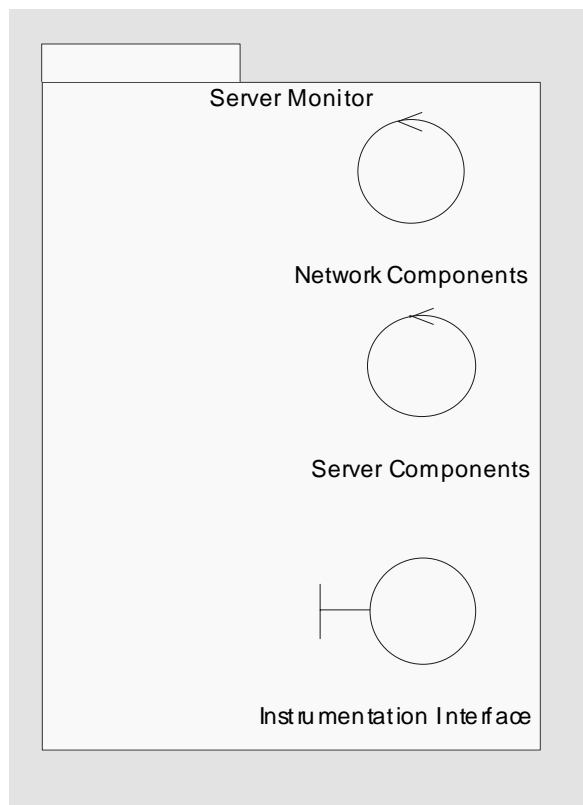 Server Monitor
Network Components
Server Components
Instrumentation Interface